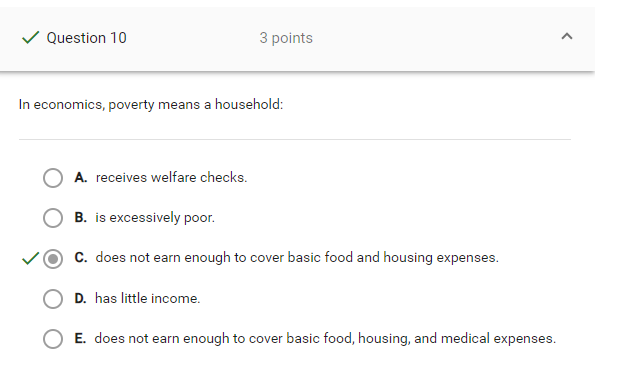 Question 10 3 points
In economics, poverty means a household:
A. receives welfare checks.
B. is excessively poor.
C. does not earn enough to cover basic food and housing expenses.
D. has little income.
E. does not earn enough to cover basic food, housing, and medical expenses.